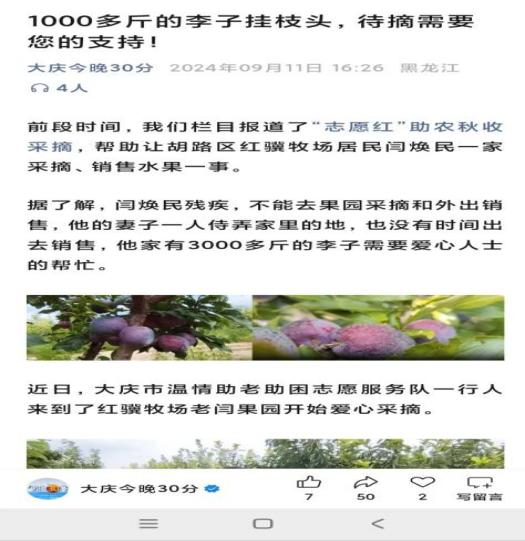 1000多斤的李子挂枝头，待摘需要
您的支持！
大庆今晚30分 2024年09月11日 16:26 黑龙江
4人
前段时间，我们栏目报道了“志愿红”助农秋收
采摘，帮助让胡路区红骥牧场居民闫焕民一家
采摘、销售水果一事。
据了解，闫焕民残疾，不能去果园采摘和外出销
售，他的妻子一人侍弄家里的地，也没有时间出
去销售，他家有3000多斤的李子需要爱心人士
的帮忙。
近日，大庆市温情助老助困志愿服务队一行人
来到了红骥牧场老闫果园开始爱心采摘。
大庆今晚30分
7
50
2
写留言